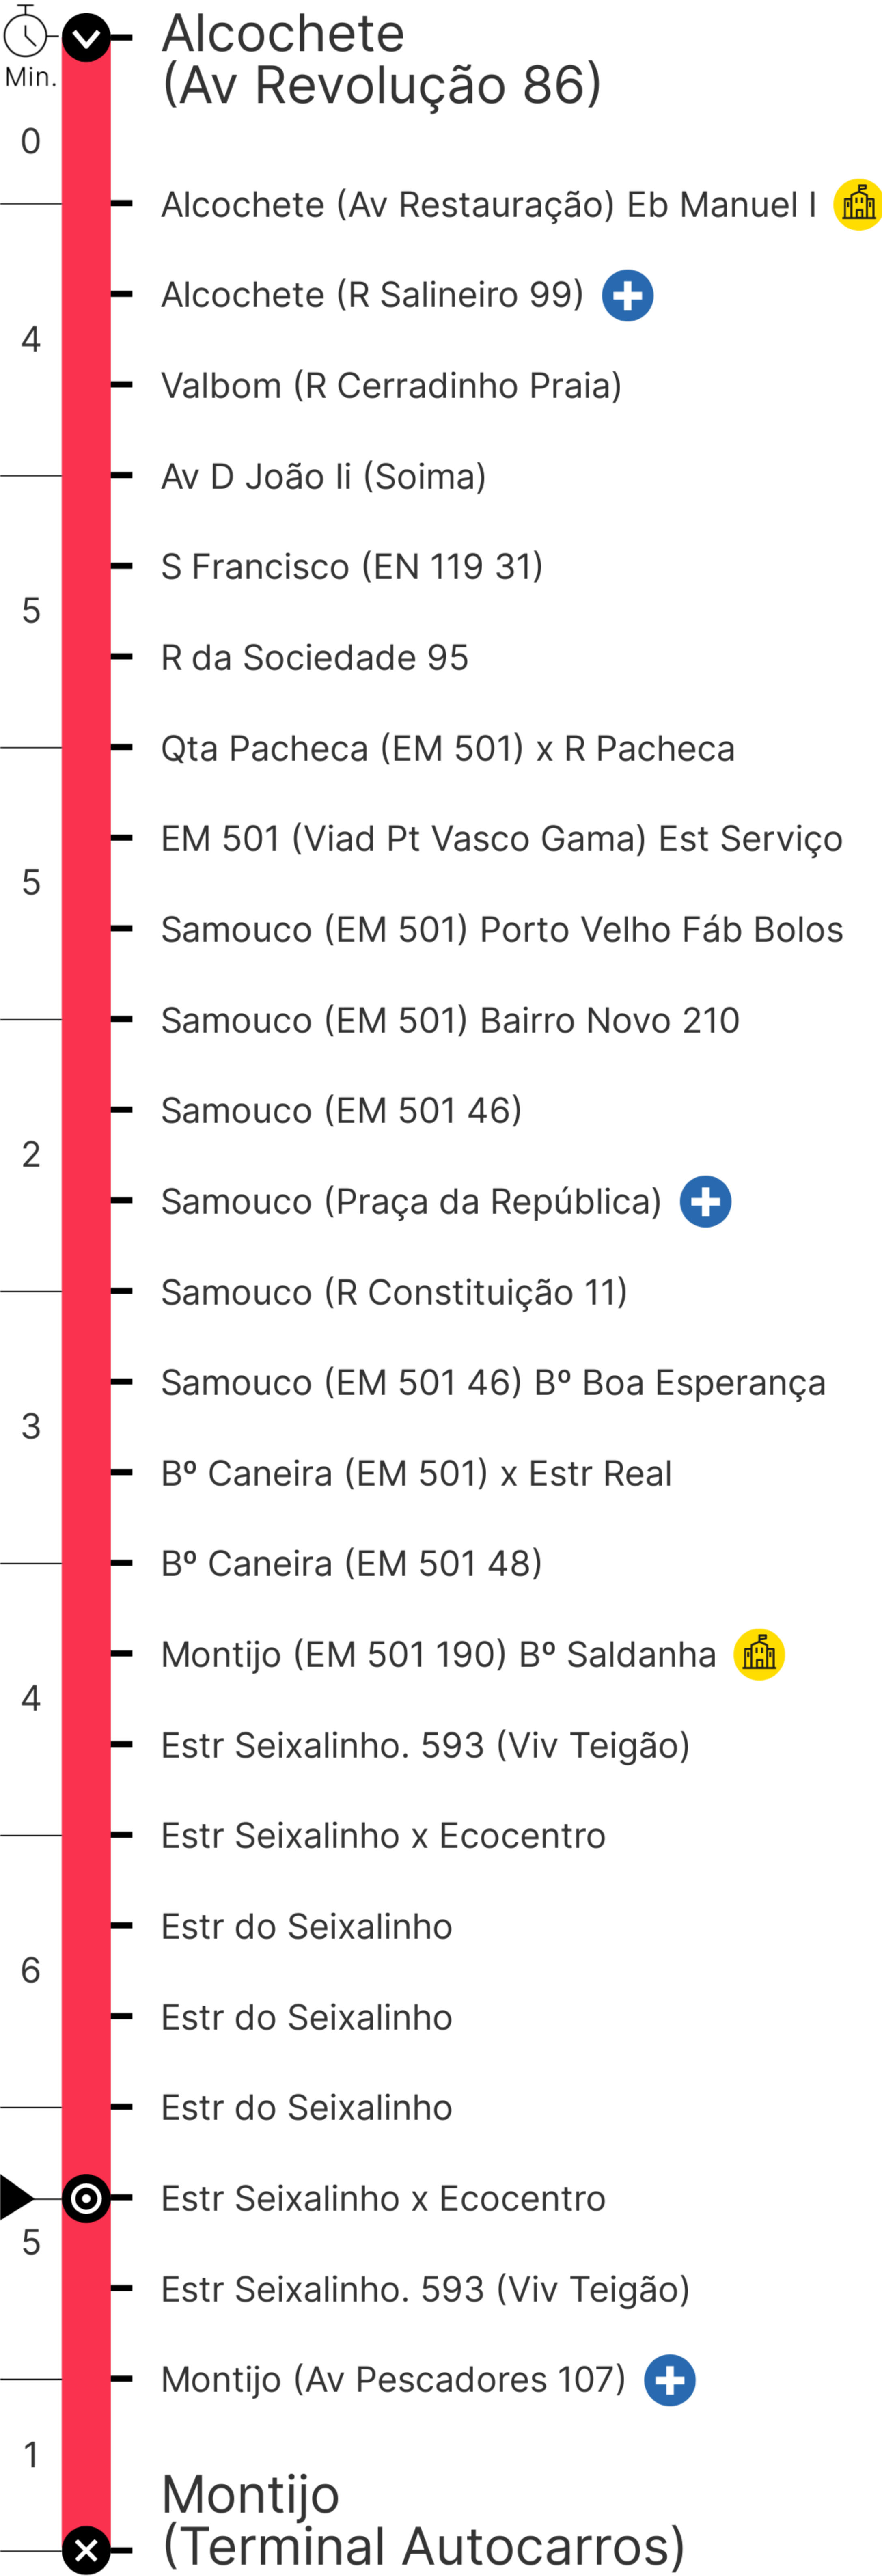 Alcochete
(Av Revolução 86)
Min.
0
Alcochete (Av Restauração) Eb Manuel I
Alcochete (R Salineiro 99)
4
Valbom (R Cerradinho Praia)
Av D João Ii (Soima)
S Francisco (EN 119 31)
5
R da Sociedade 95
Qta Pacheca (EM 501) x R Pacheca
EM 501 (Viad Pt Vasco Gama) Est Serviço
5
Samouco (EM 501) Porto Velho Fáb Bolos
Samouco (EM 501) Bairro Novo 210
Samouco (EM 501 46)
2
Samouco (Praça da República)
Samouco (R Constituição 11)
Samouco (EM 501 46) Bº Boa Esperança
3
Bº Caneira (EM 501) x Estr Real
Bº Caneira (EM 501 48)
Montijo (EM 501 190) Bº Saldanha
4
Estr Seixalinho. 593 (Viv Teigão)
Estr Seixalinho x Ecocentro
Estr do Seixalinho
6
Estr do Seixalinho
Estr do Seixalinho
Estr Seixalinho x Ecocentro
5
Estr Seixalinho. 593 (Viv Teigão)
Montijo (Av Pescadores 107)
1
Montijo
(Terminal Autocarros)